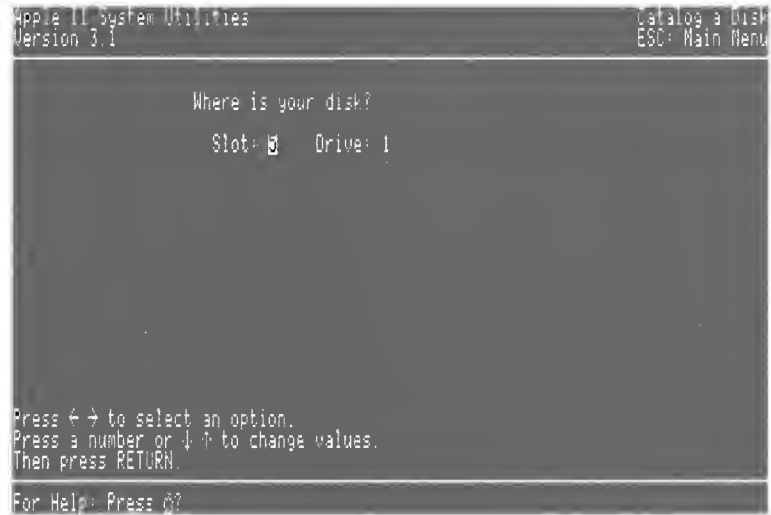 Apple II System Utilities
Catalog a Disk
Version 3.1
ESC: Main Menu
Where is your disk?
Slot: 5 Drive: 1
Press ← → to select an option.
Press a number or ↓ ↑ to change values.
Then press RETURN.
For Help: Press ?